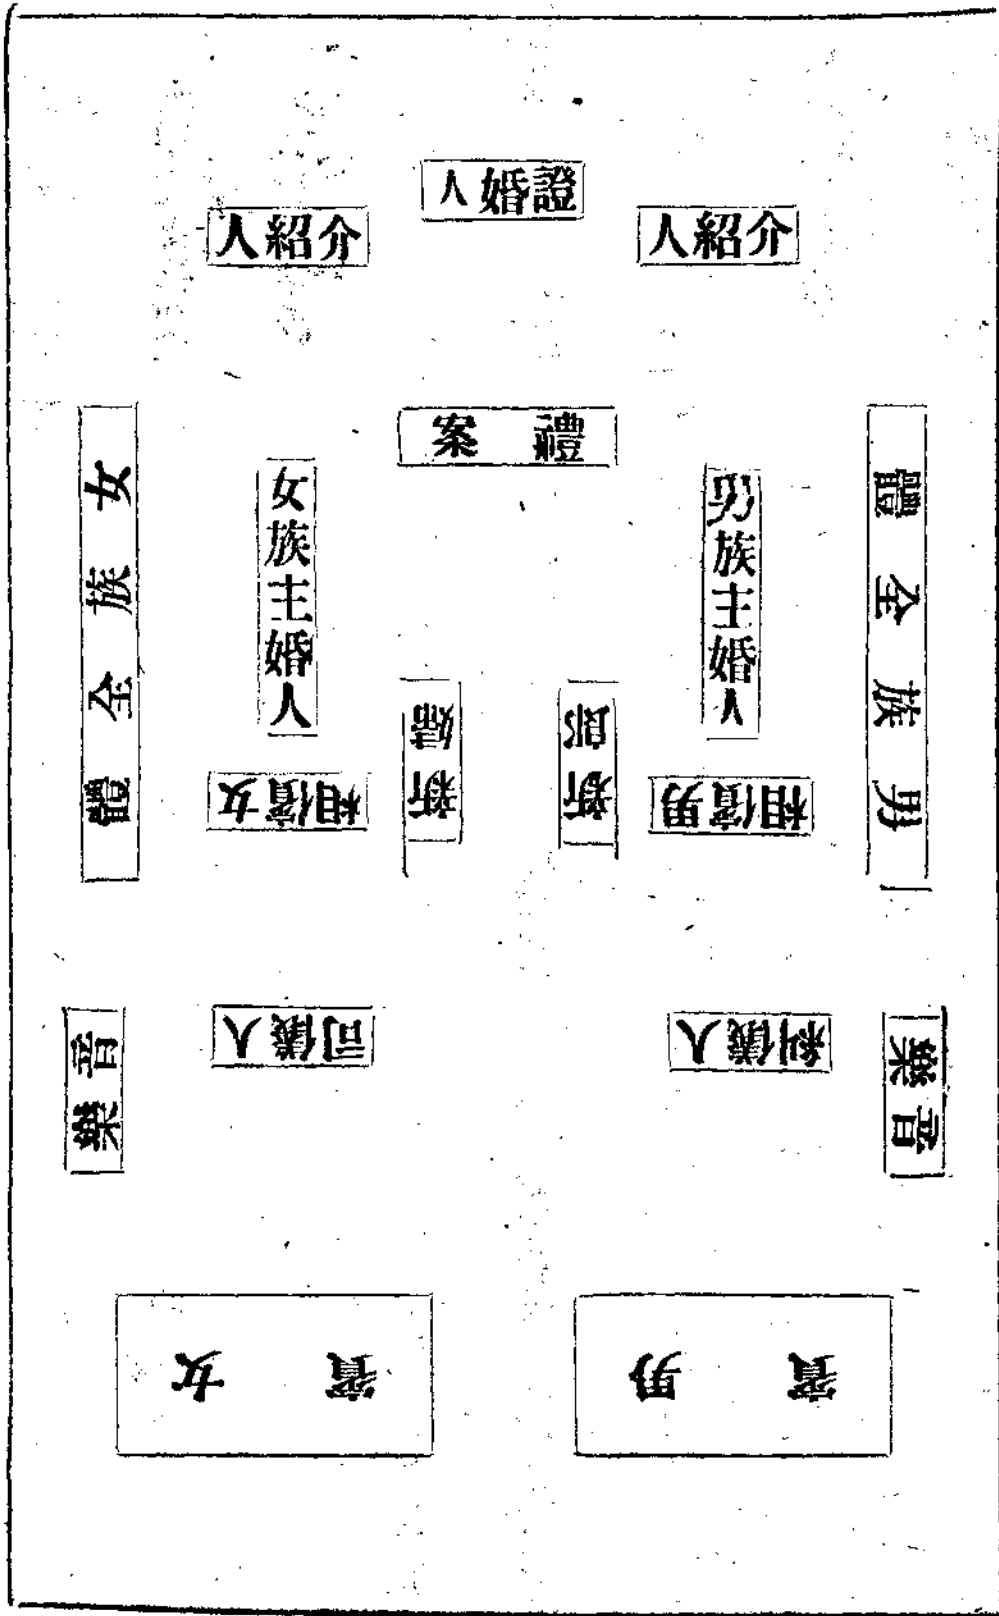 證婚人
介紹人
介紹人
禮案
男族全體
男族主婚人
女族主婚人
女族全體
新郎
新婦
男儐相
女儐相
糾儀人
司儀人
音樂
音樂
男賓
女賓